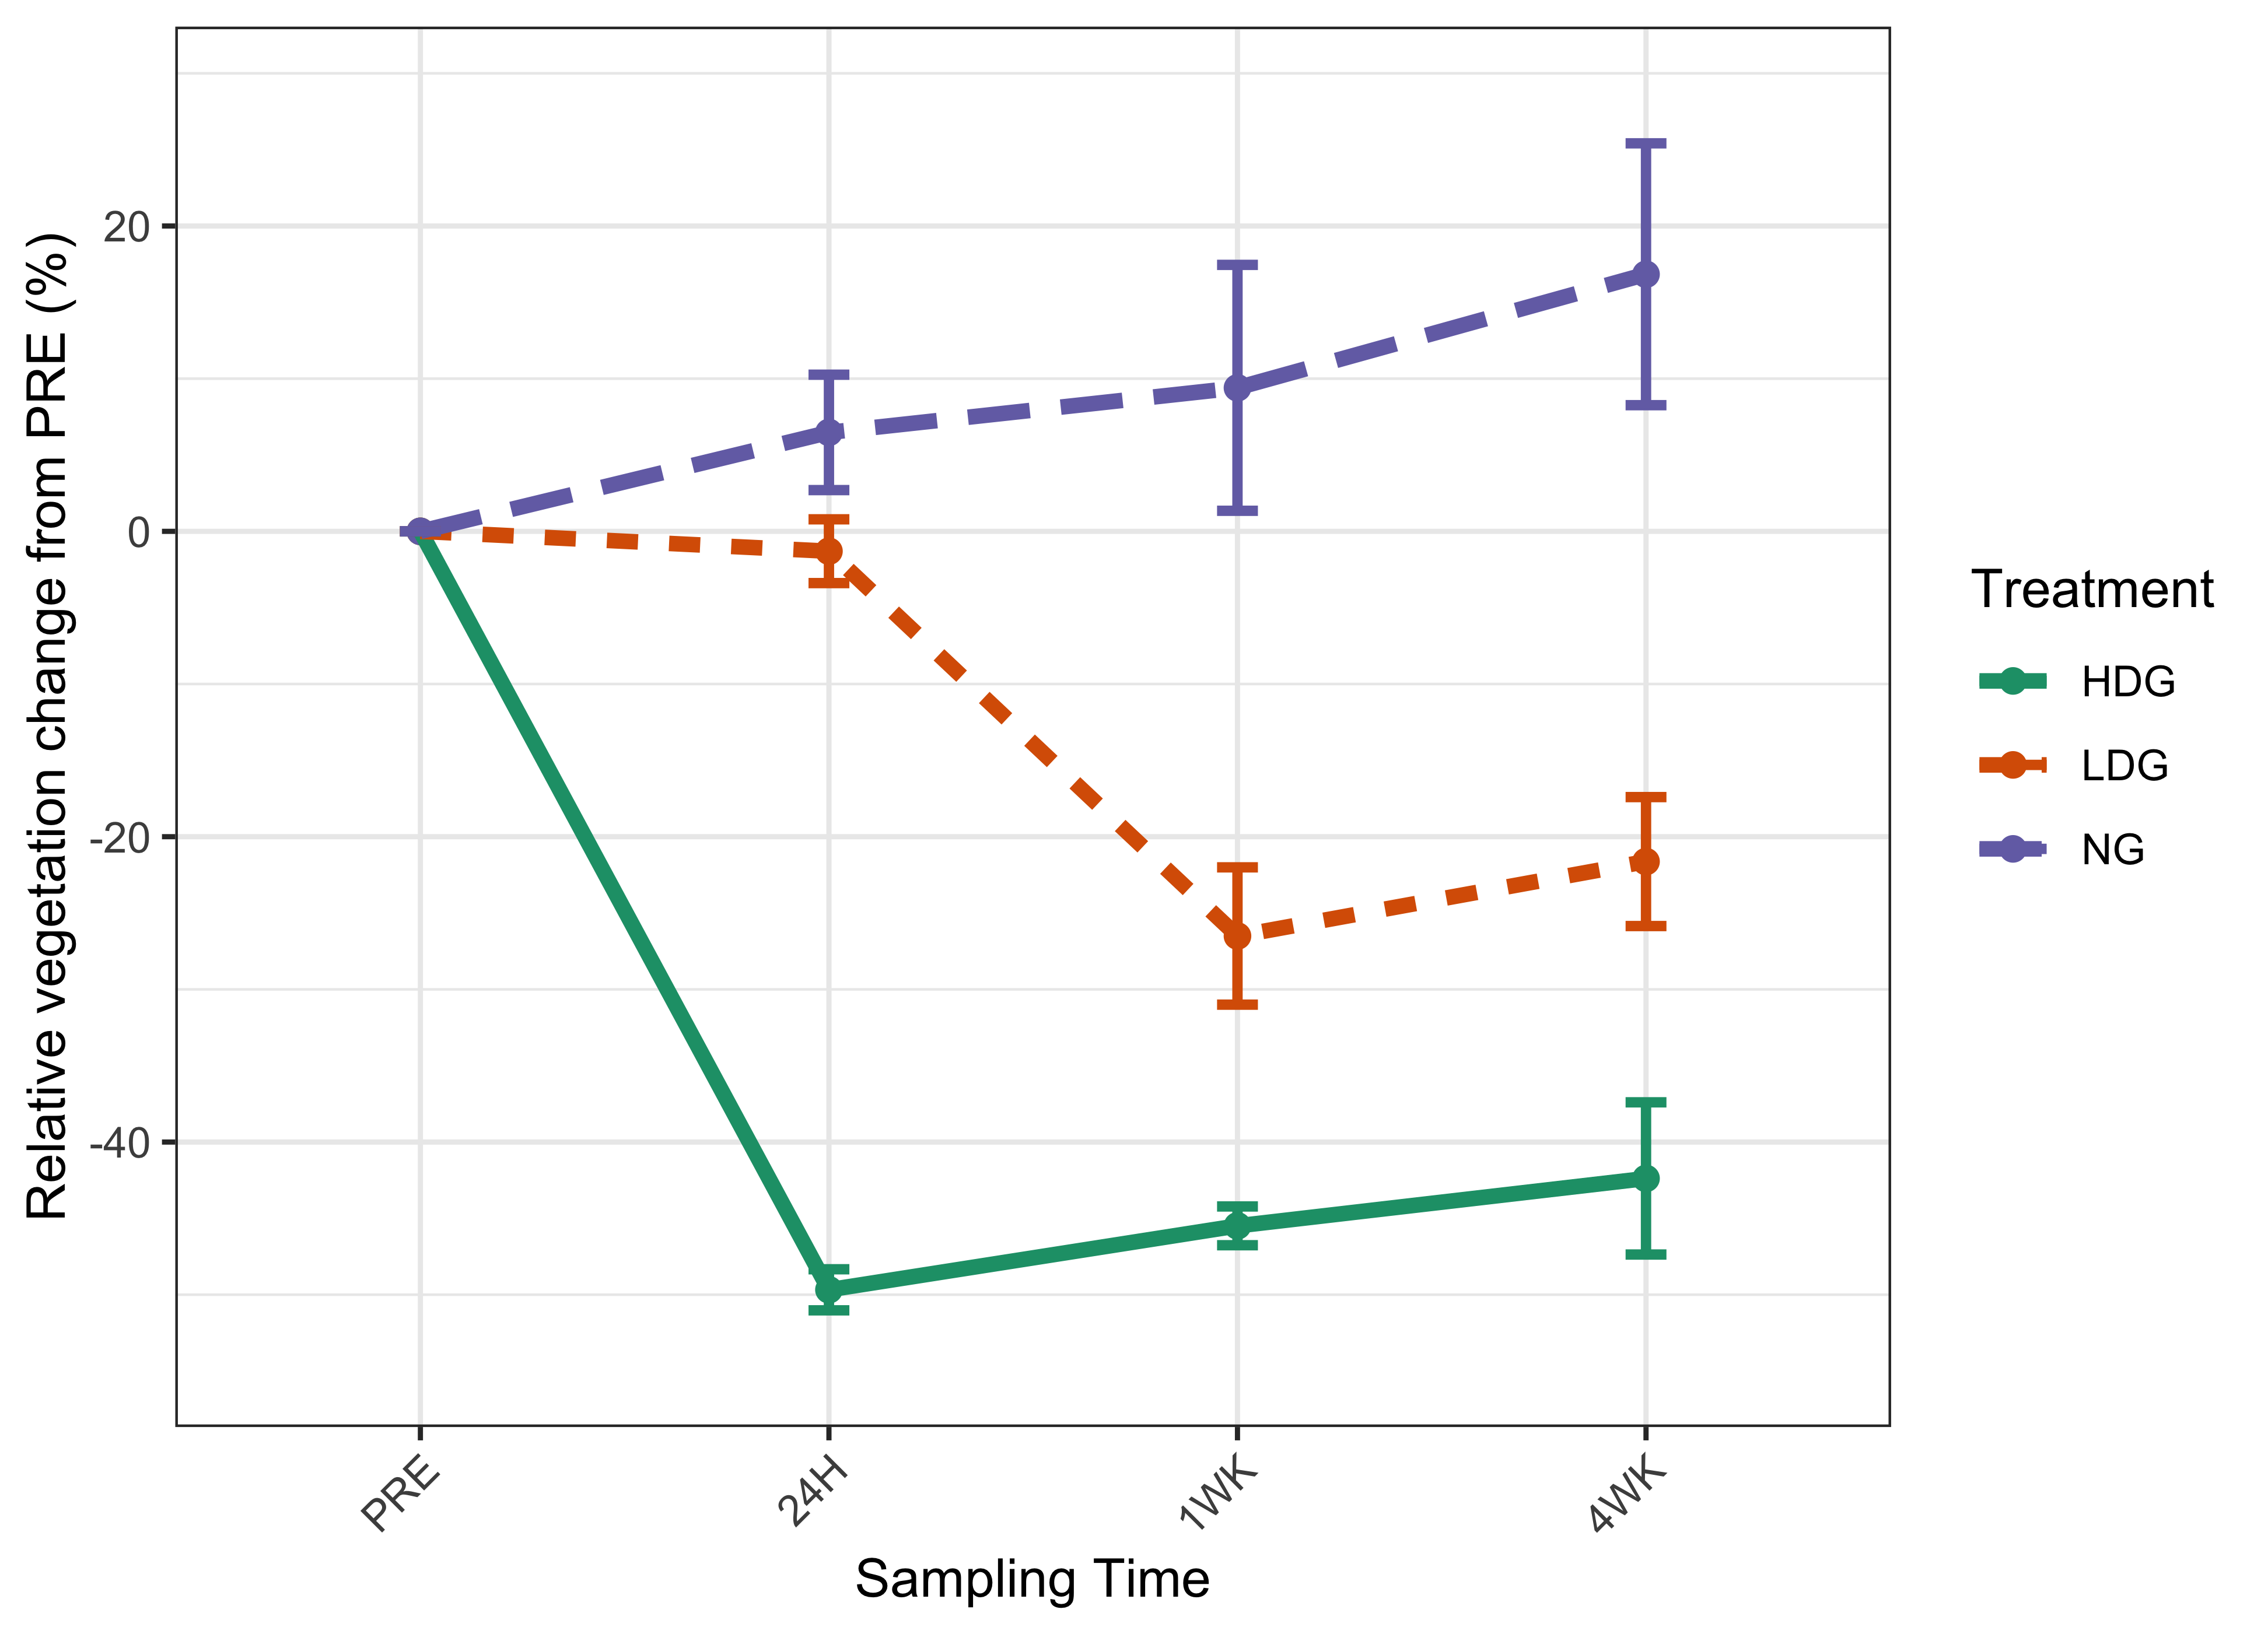 Relative vegetation change from PRE (%)
20
0
-20
-40
PRE
24H
1WK
4WK
Sampling Time
Treatment
HDG
LDG
NG